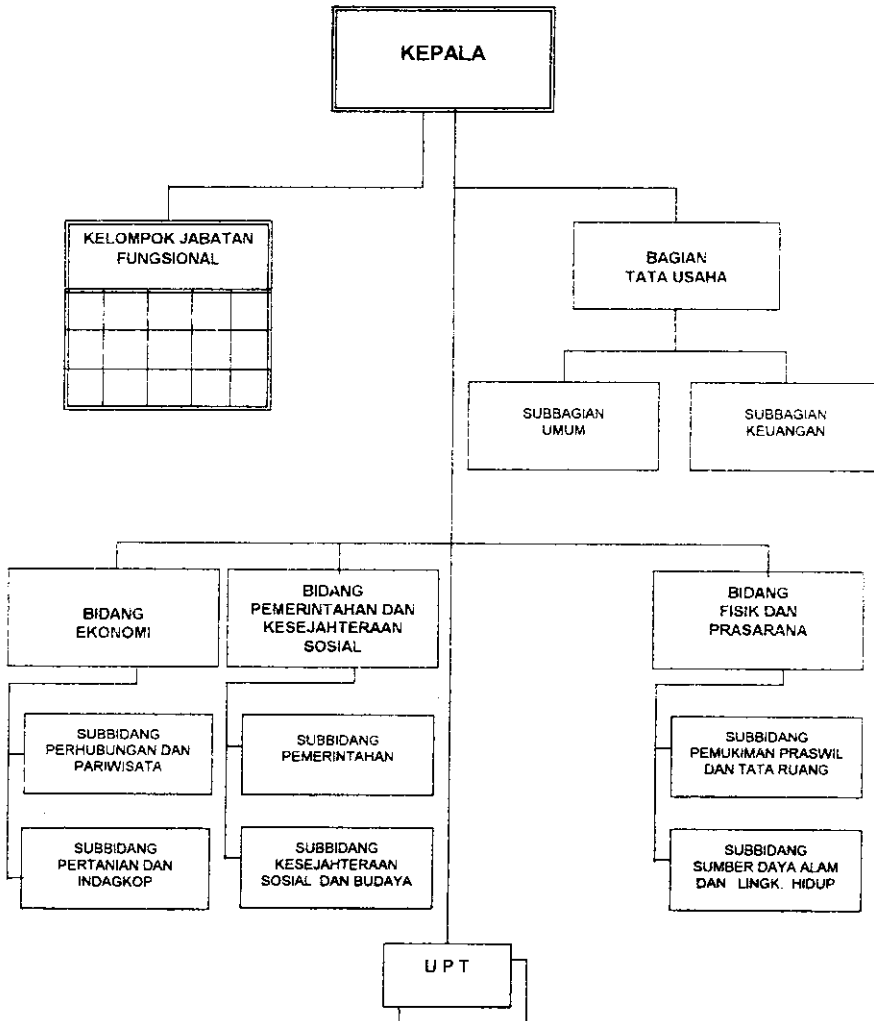 KEPALA
KELOMPOK JABATAN
FUNGSIONAL
BAGIAN
TATA USAHA
SUBBAGIAN
UMUM
SUBBAGIAN
KEUANGAN
BIDANG
EKONOMI
BIDANG
PEMERINTAHAN DAN
KESEJAHTERAAN
SOSIAL
BIDANG
FISIK DAN
PRASARANA
SUBBIDANG
PERHUBUNGAN DAN
PARIWISATA
SUBBIDANG
PEMERINTAHAN
SUBBIDANG
PEMUKIMAN PRASWIL
DAN TATA RUANG
SUBBIDANG
PERTANIAN DAN
INDAGKOP
SUBBIDANG
KESEJAHTERAAN
SOSIAL DAN BUDAYA
SUBBIDANG
SUMBER DAYA ALAM
DAN LINGK. HIDUP
U P T